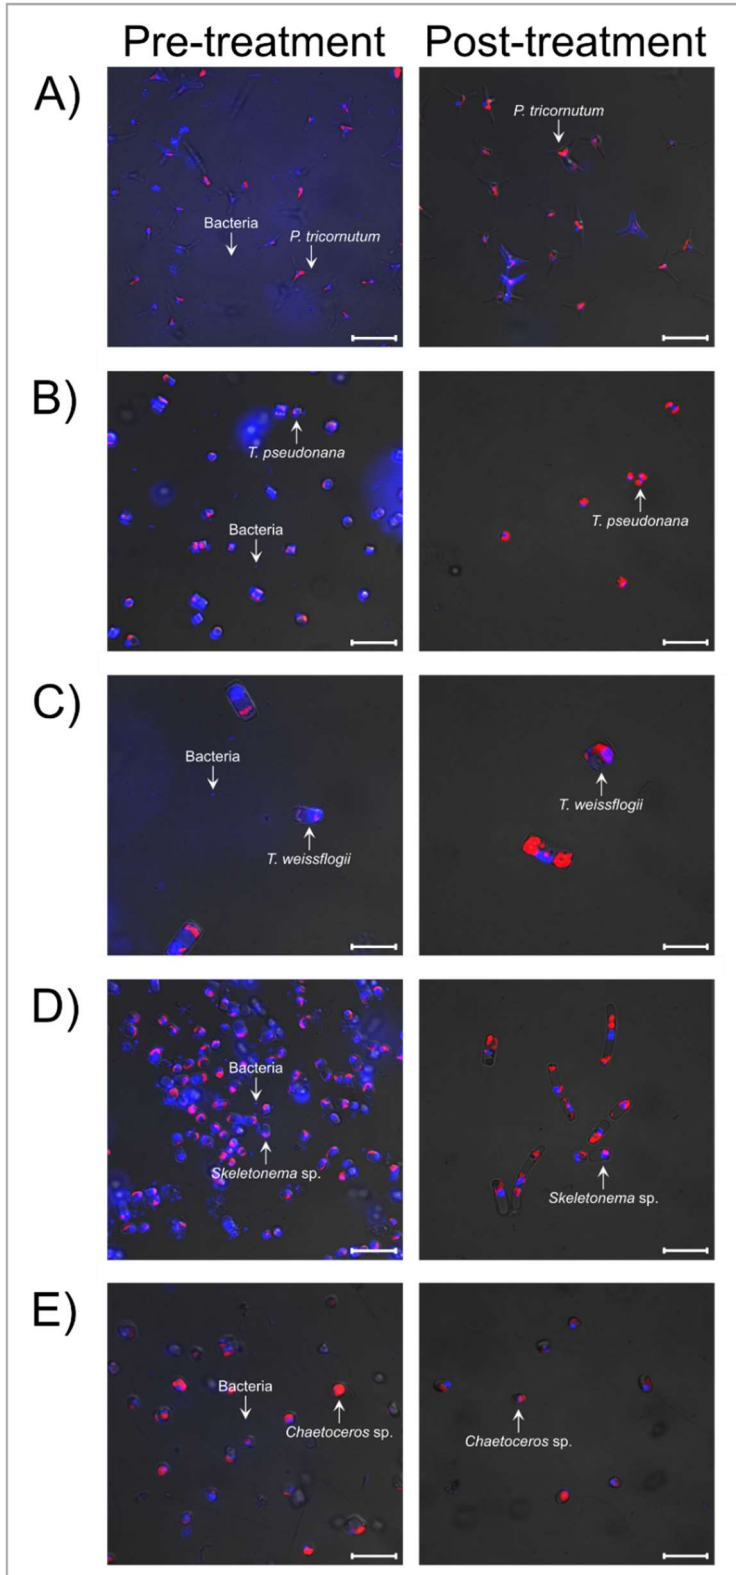 Pre-treatment Post-treatment
A)
P. tricornutum
Bacteria
P. tricornutum
B)
T. pseudonana
T. pseudonana
Bacteria
C)
Bacteria
T. weissflogii
T. weissflogii
D)
Bacteria
Skeletonema sp.
Skeletonema sp.
E)
Bacteria
Chaetoceros sp.
Chaetoceros sp.